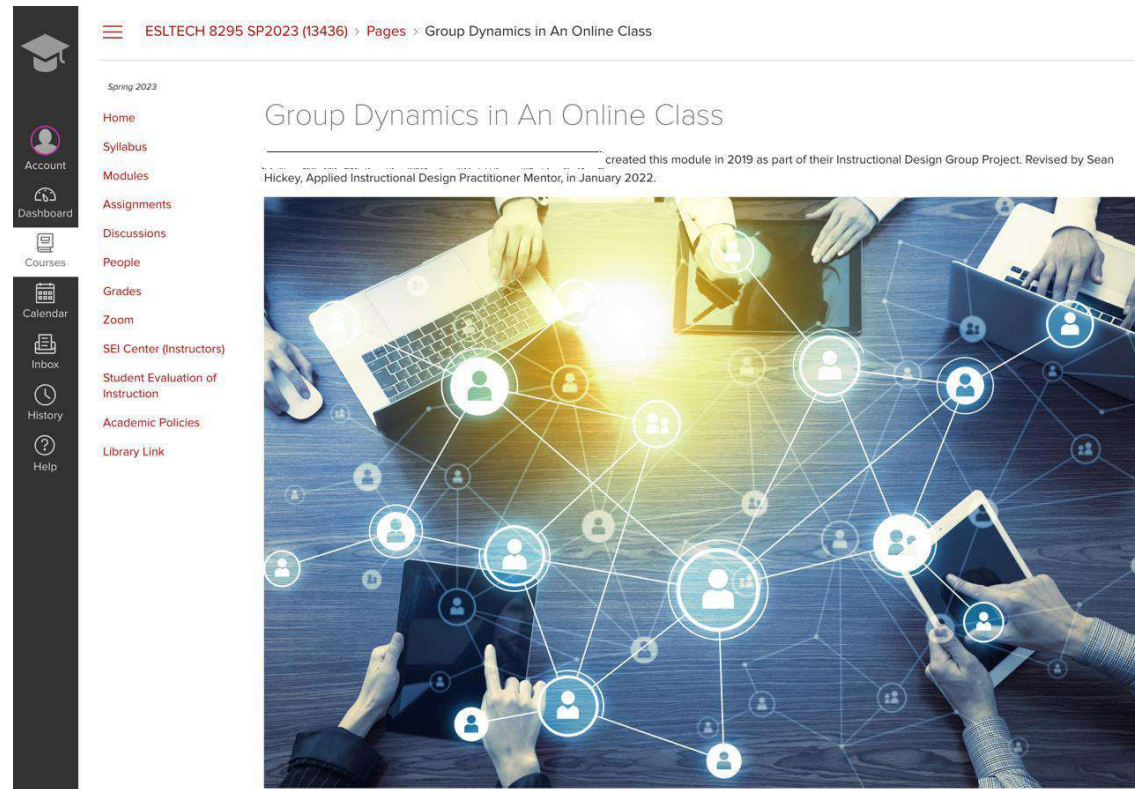 ESLTECH 8295 SP2023 (13436) > Pages > Group Dynamics in An Online Class
Account
Dashboard
Courses
Calendar
Inbox
History
Help
Spring 2023
Home
Syllabus
Modules
Assignments
Discussions
People
Grades
Zoom
SEI Center (Instructors)
Student Evaluation of
Instruction
Academic Policies
Library Link
Group Dynamics in An Online Class
created this module in 2019 as part of their Instructional Design Group Project. Revised by Sean
Hickey, Applied Instructional Design Practitioner Mentor, in January 2022.